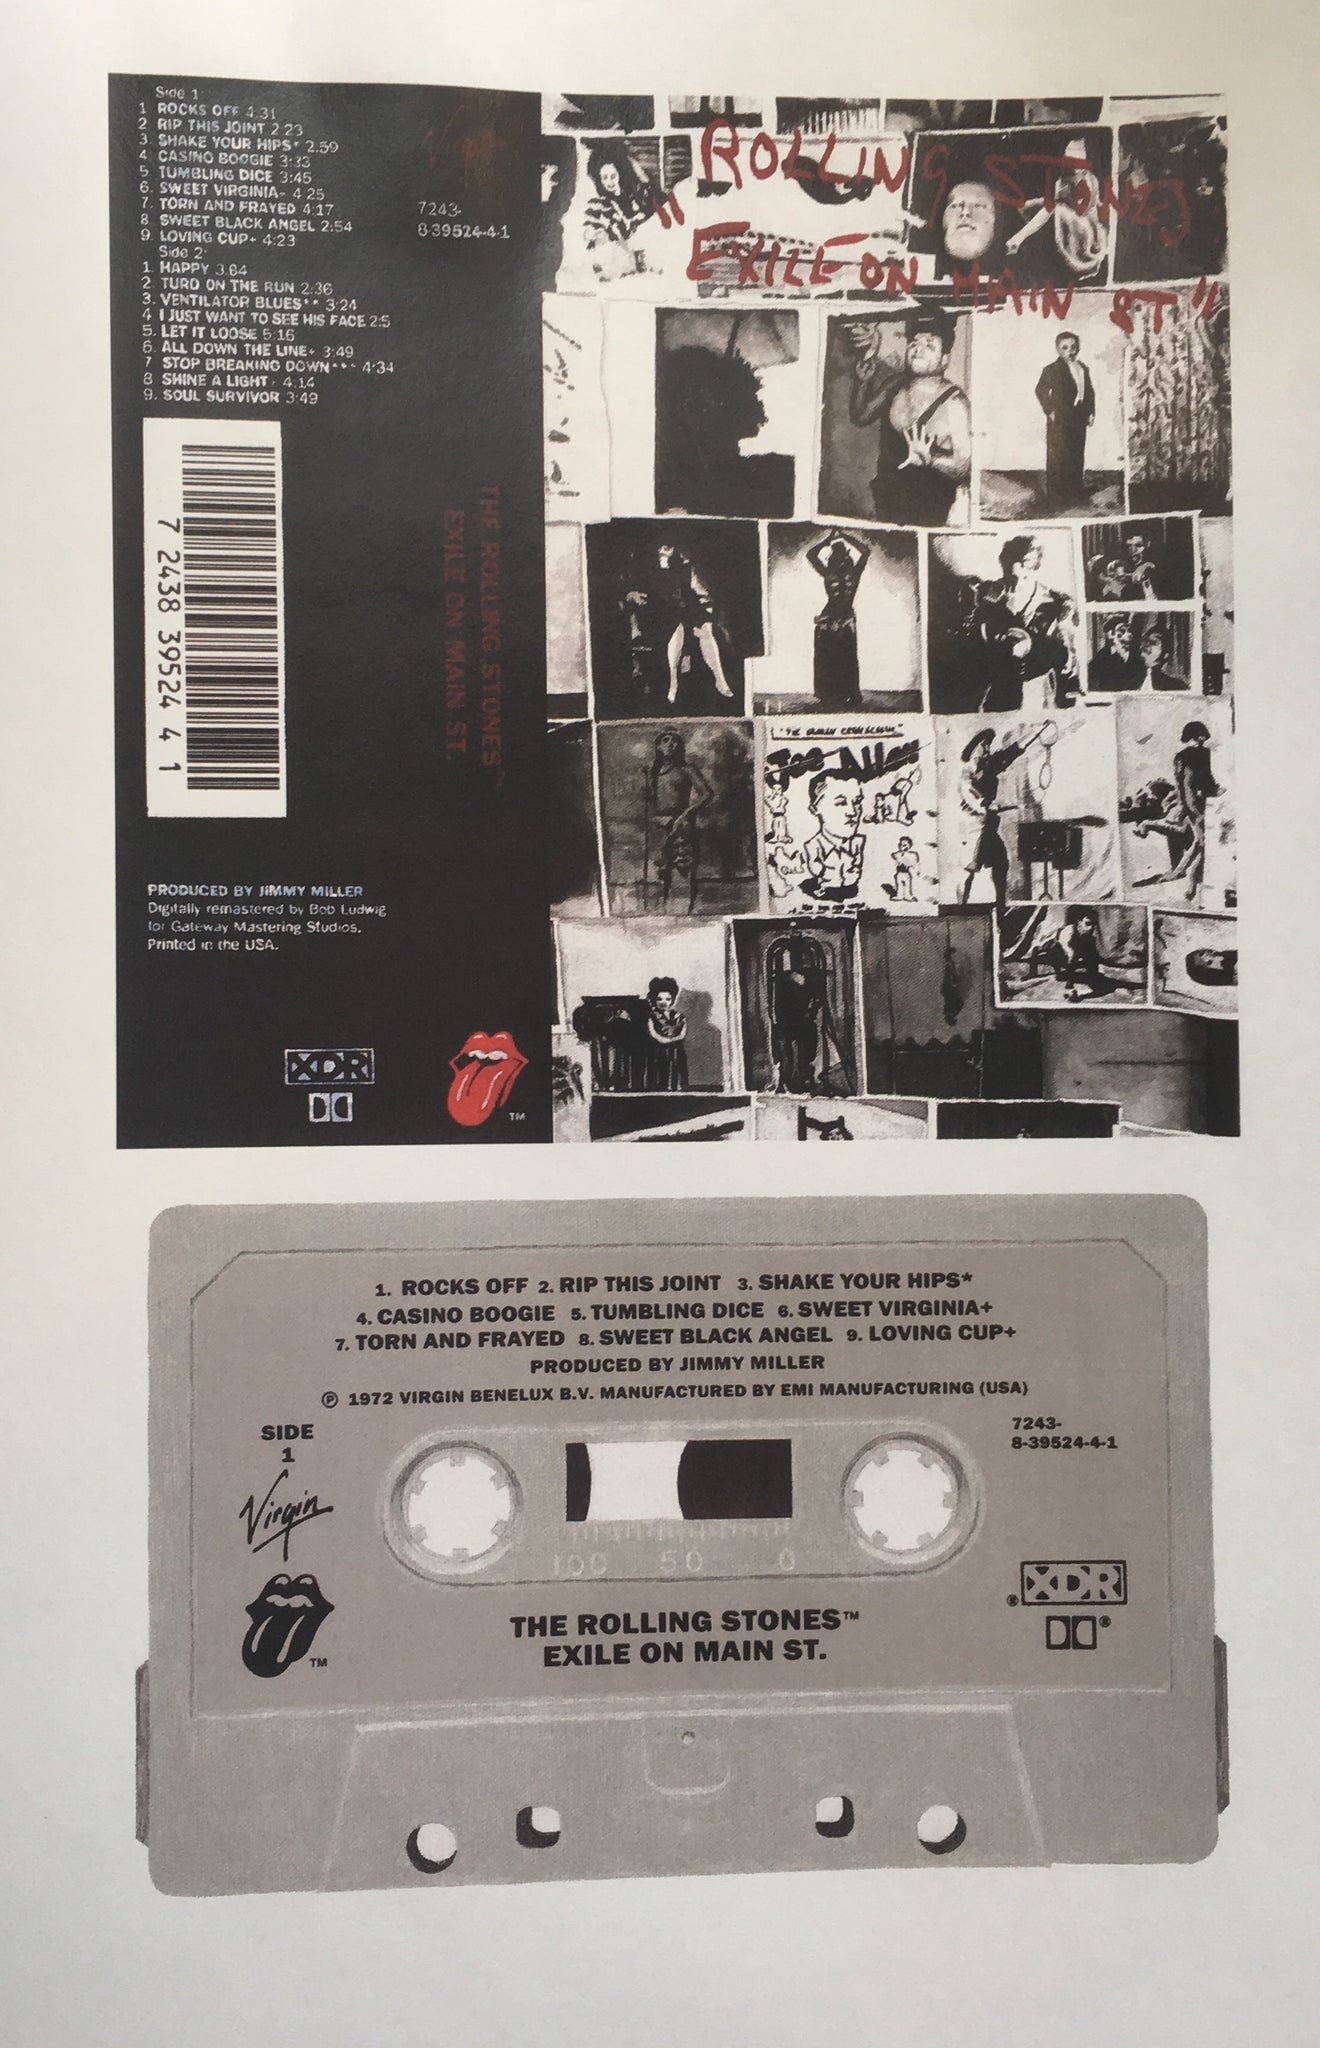 Side 1
1 ROCKS OFF 4.31
2 RIP THIS JOINT 2 23
3. SHAKE YOUR HIPS* 2.59
4. CASINO BOOGIE 3:33
5 TUMBLING DICE 3:45
6. SWEET VIRGINIA- 4 25
7. TORN AND FRAYED 4:17
8. SWEET BLACK ANGEL 2:54
9. LOVING CUP+ 4:23
Side 2
1. HAPPY 3.04
2 TURD ON THE RUN 2:36
3. VENTILATOR BLUES** 3:24
4 I JUST WANT TO SEE HIS FACE 2:5
5. LET IT LOOSE 5:16
6. ALL DOWN THE LINE+ 3:49
7 STOP BREAKING DOWN*** 4:34
8 SHINE A LIGHT 4.14
9. SOUL SURVIVOR 3:49
7243-
8-39524-4-1
7 2438 39524 4 1
THE ROLLING STONES
EXILE ON MAIN ST.
PRODUCED BY JIMMY MILLER
Digitally remastered by Bob Ludwig
for Gateway Mastering Studios.
Printed in the USA.
XDR
TM
"ROLLING STONES
EXILE ON MAIN ST"
Joe Allen
1. ROCKS OFF 2. RIP THIS JOINT 3. SHAKE YOUR HIPS*
4. CASINO BOOGIE 5. TUMBLING DICE 6. SWEET VIRGINIA+
7. TORN AND FRAYED 8. SWEET BLACK ANGEL 9. LOVING CUP+
PRODUCED BY JIMMY MILLER
℗ 1972 VIRGIN BENELUX B.V. MANUFACTURED BY EMI MANUFACTURING (USA)
SIDE
1
7243-
8-39524-4-1
Virgin
100 50 0
TM
THE ROLLING STONES™
EXILE ON MAIN ST.
®XDR
®